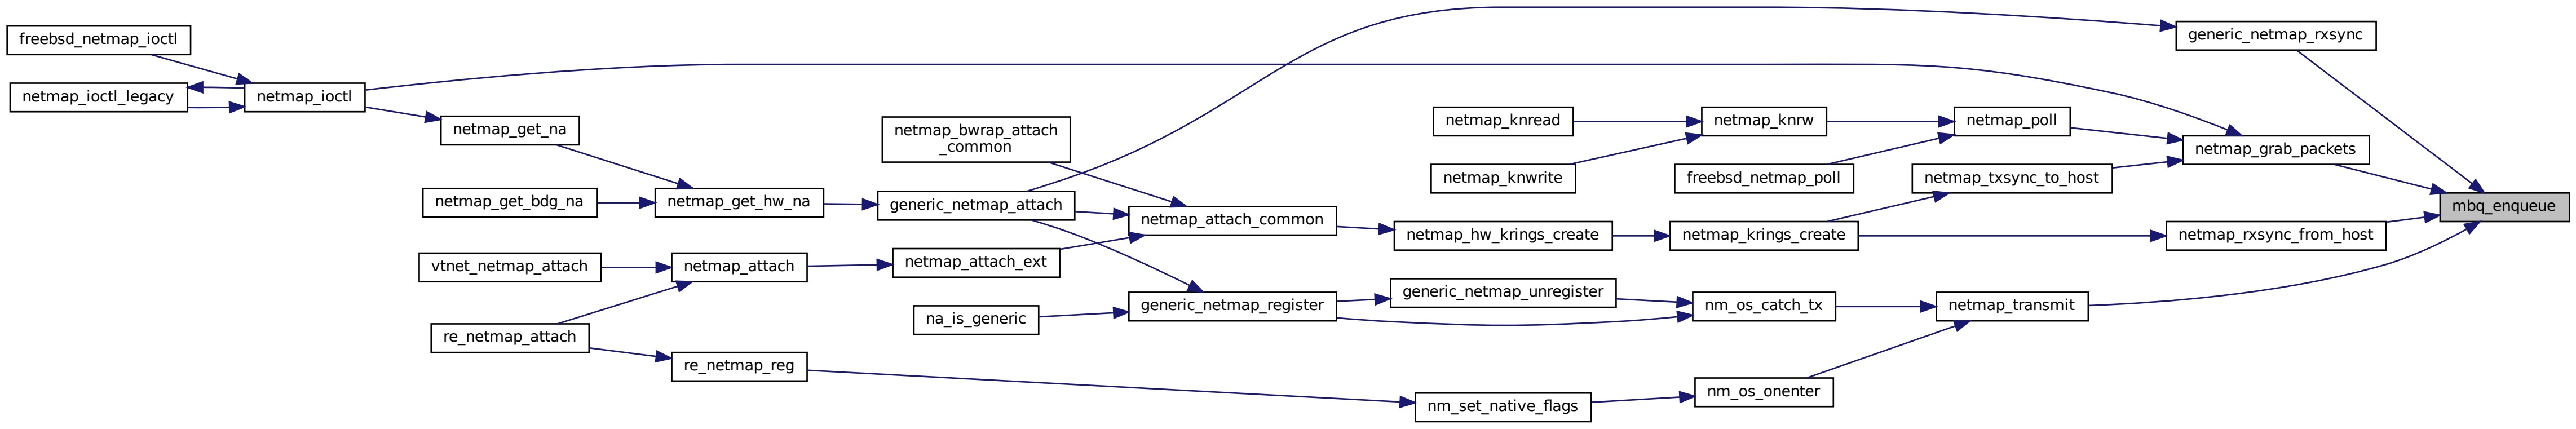 freebsd_netmap_ioctl
netmap_ioctl_legacy
netmap_ioctl
netmap_get_na
netmap_get_bdg_na
vtnet_netmap_attach
re_netmap_attach
netmap_get_hw_na
netmap_attach
re_netmap_reg
netmap_bwrap_attach
_common
generic_netmap_attach
netmap_attach_ext
na_is_generic
netmap_attach_common
generic_netmap_register
netmap_knread
netmap_knwrite
netmap_hw_krings_create
generic_netmap_unregister
nm_set_native_flags
netmap_knrw
freebsd_netmap_poll
netmap_krings_create
nm_os_catch_tx
nm_os_onenter
netmap_poll
netmap_txsync_to_host
netmap_transmit
generic_netmap_rxsync
netmap_grab_packets
netmap_rxsync_from_host
mbq_enqueue